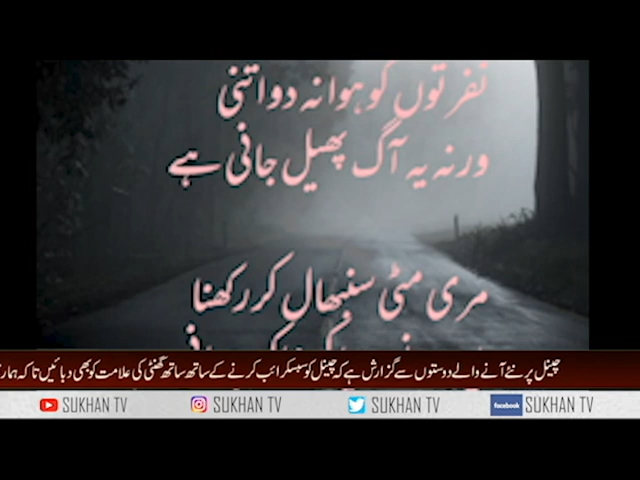 نفرتوں کو ہوا نہ دو اتنی
ورنہ یہ آگ پھیل جانی ہے
مری مٹی سنبھال کر رکھنا
چینل پر نئے آنے والے دوستوں سے گزارش ہے کہ چینل کو سبسکرائب کرنے کے ساتھ ساتھ گھنٹی کی علامت کو بھی دبائیں تاکہ ہمار
SUKHAN TV
SUKHAN TV
SUKHAN TV
facebook SUKHAN TV